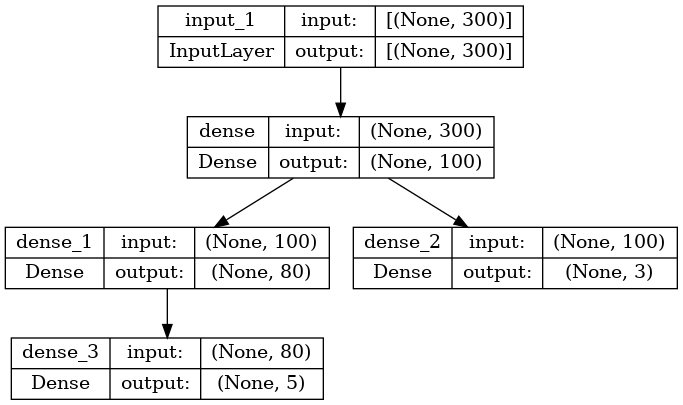 input_1 input: [(None, 300)]
InputLayer output: [(None, 300)]
dense input: (None, 300)
Dense output: (None, 100)
dense_1 input: (None, 100)
Dense output: (None, 80)
dense_2 input: (None, 100)
Dense output: (None, 3)
dense_3 input: (None, 80)
Dense output: (None, 5)